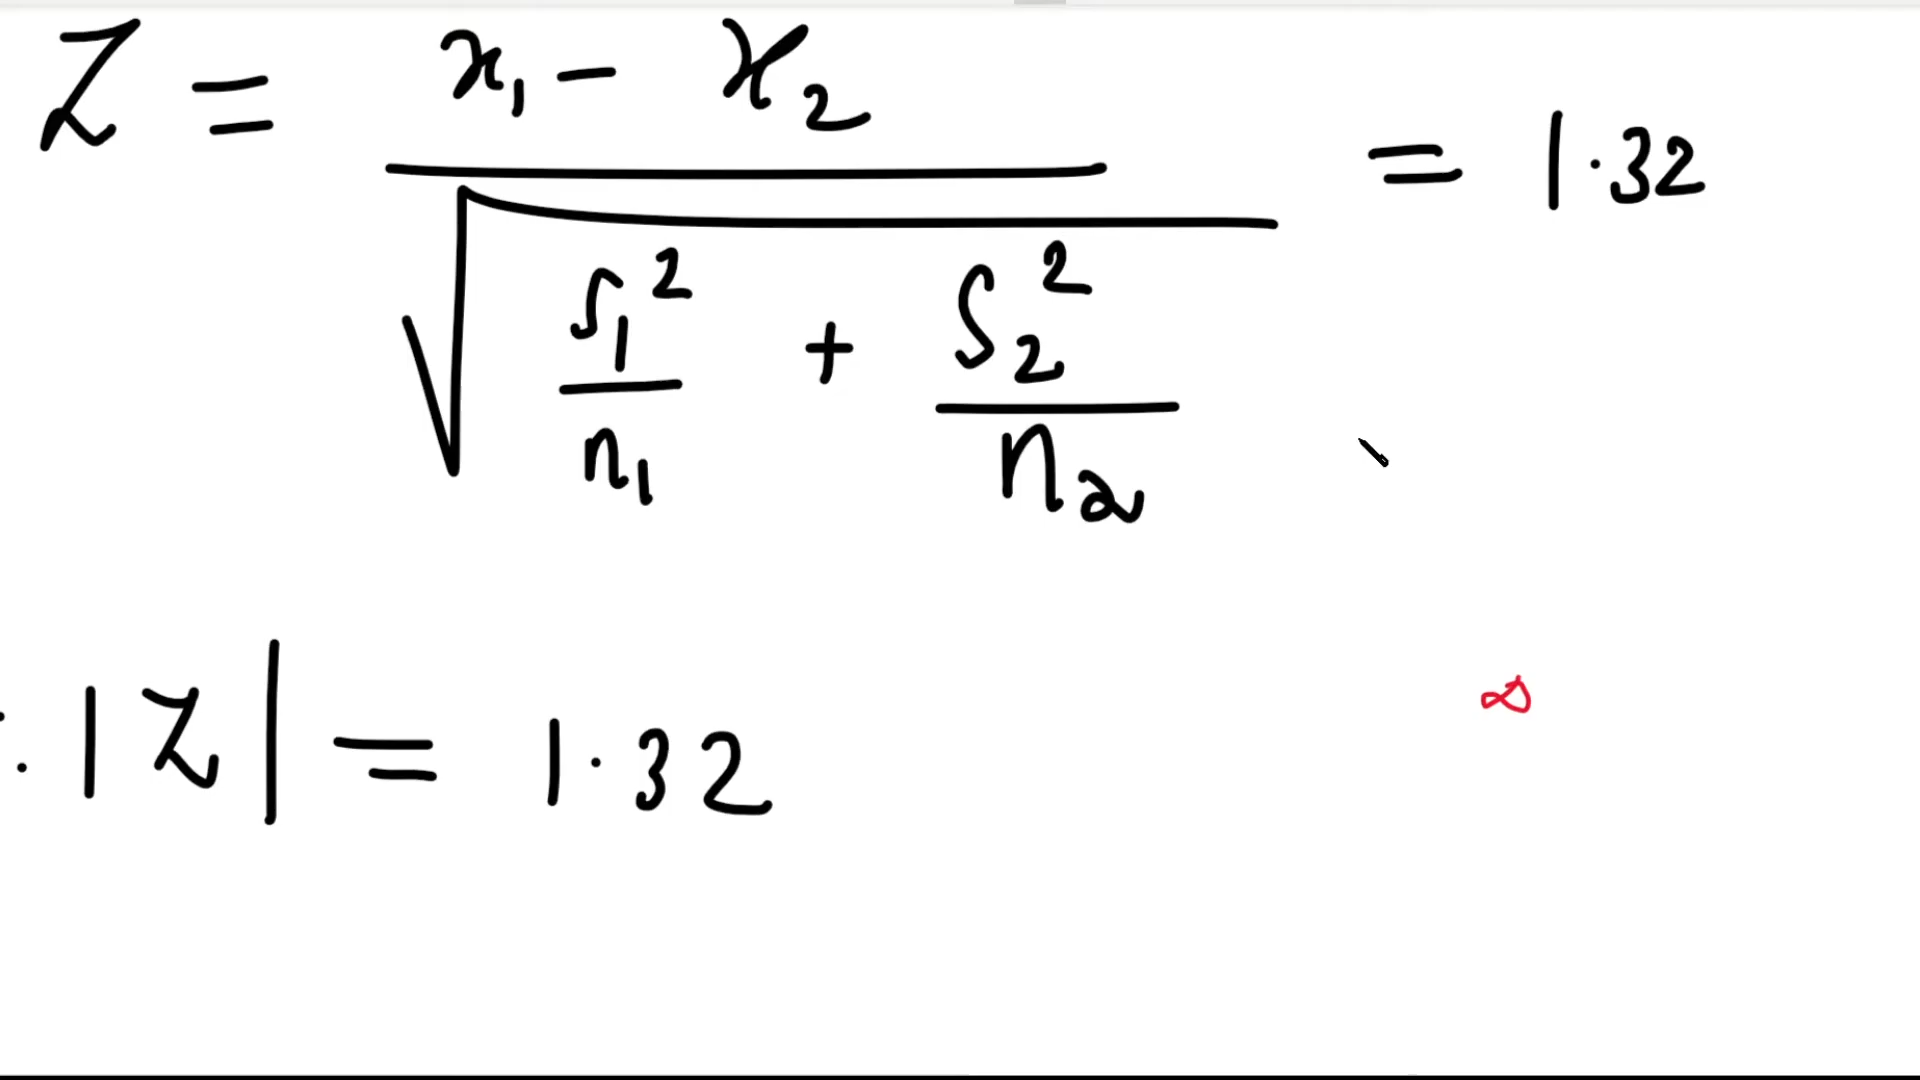 Z = x₁ - x₂ / √(s₁²/n₁ + s₂²/n₂) = 1.32
∴ |Z| = 1.32
∞